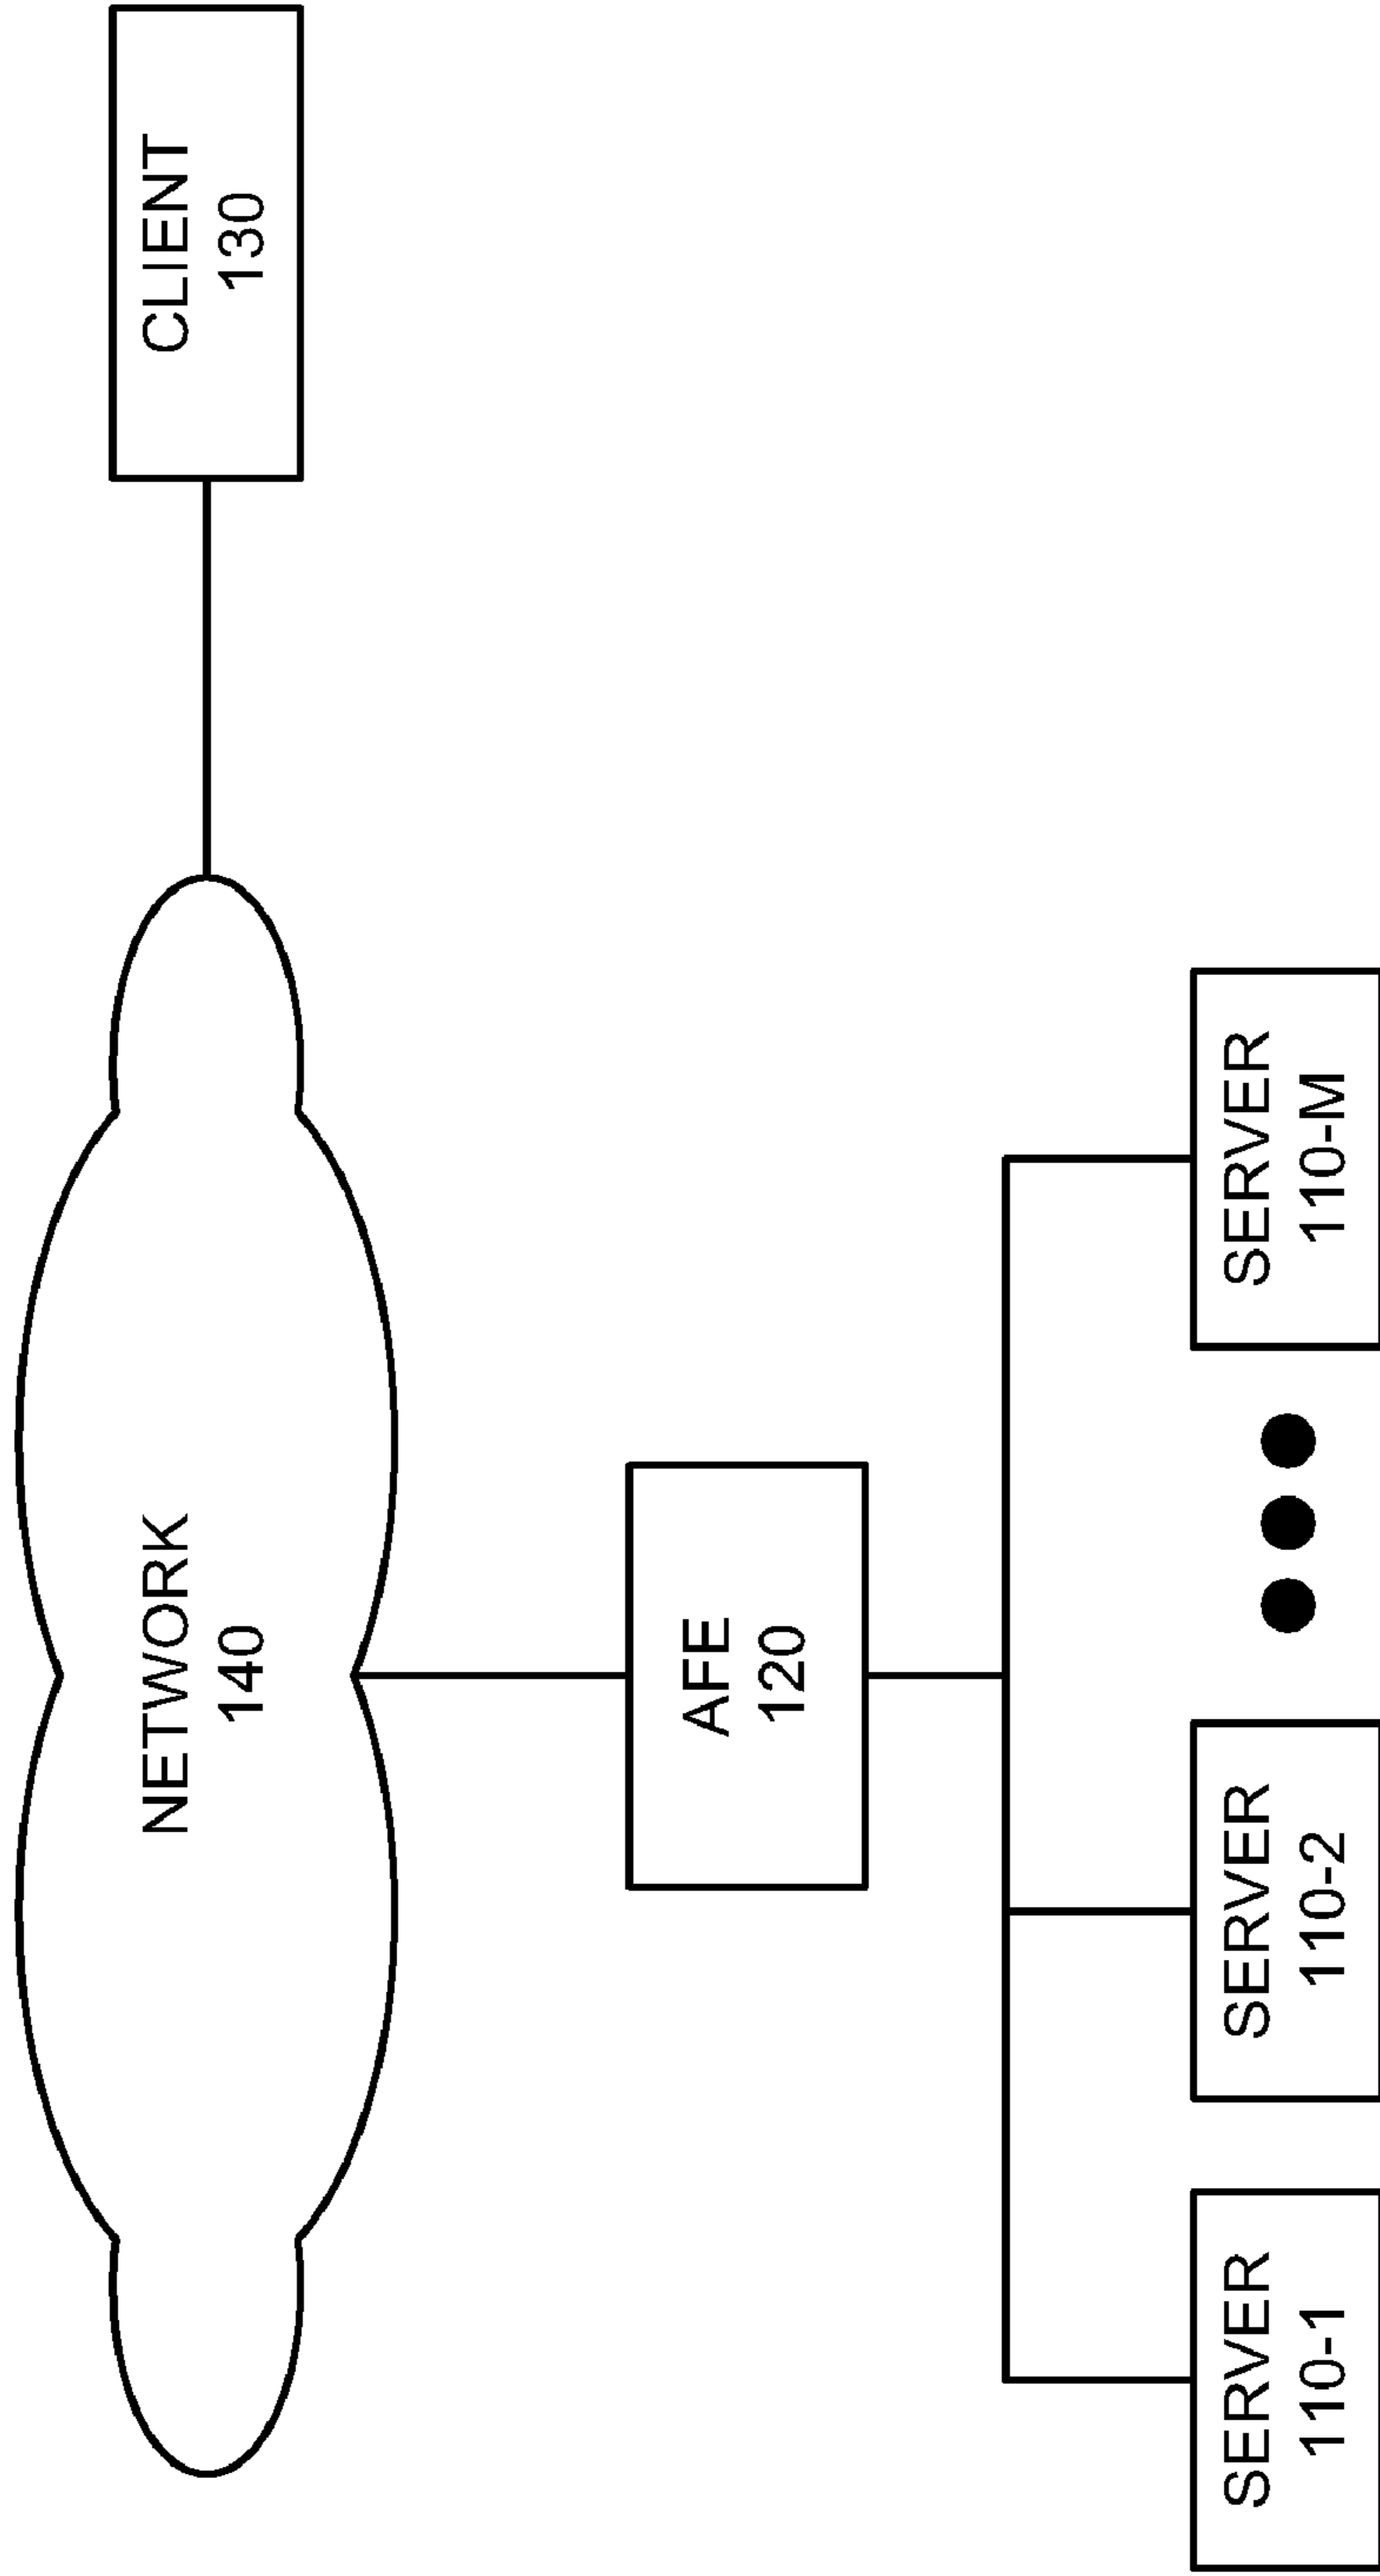 NETWORK
140
CLIENT
130
AFE
120
SERVER
110-1
SERVER
110-2
SERVER
110-M